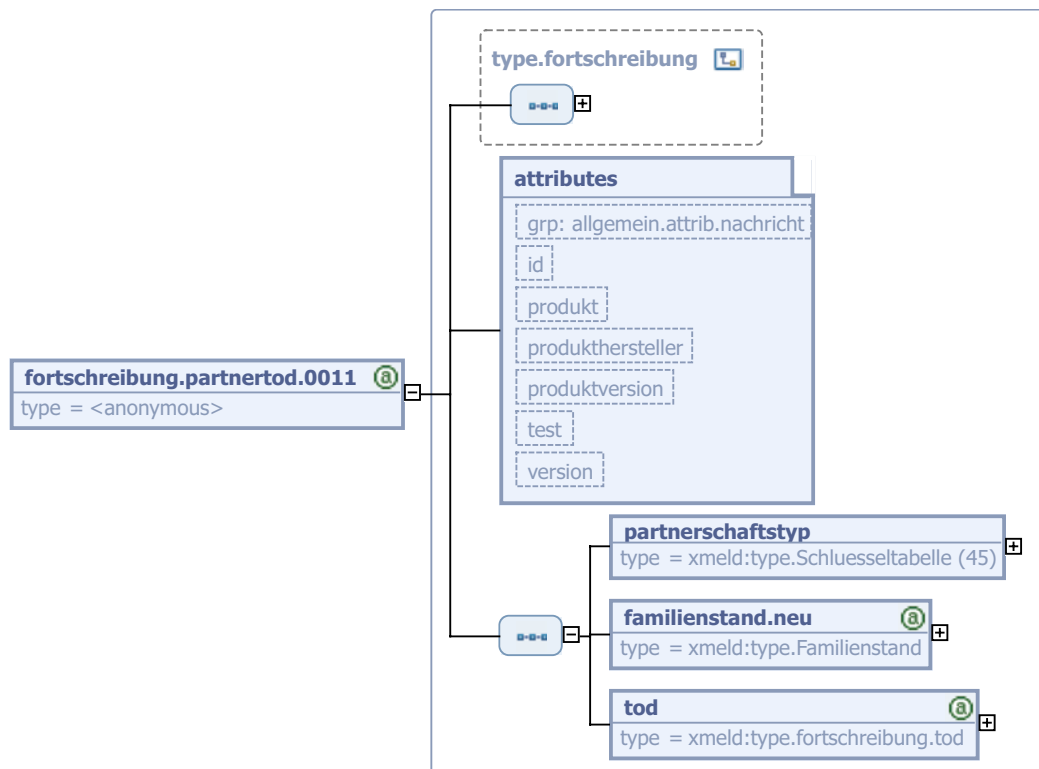 type.fortschreibung
attributes
grp: allgemein.attrib.nachricht
id
produkt
produkthersteller
produktversion
test
version
fortschreibung.partnertod.0011
type = <anonymous>
partnerschaftstyp
type = xmeld:type.Schluesseltabelle (45)
familienstand.neu
type = xmeld:type.Familienstand
tod
type = xmeld:type.fortschreibung.tod